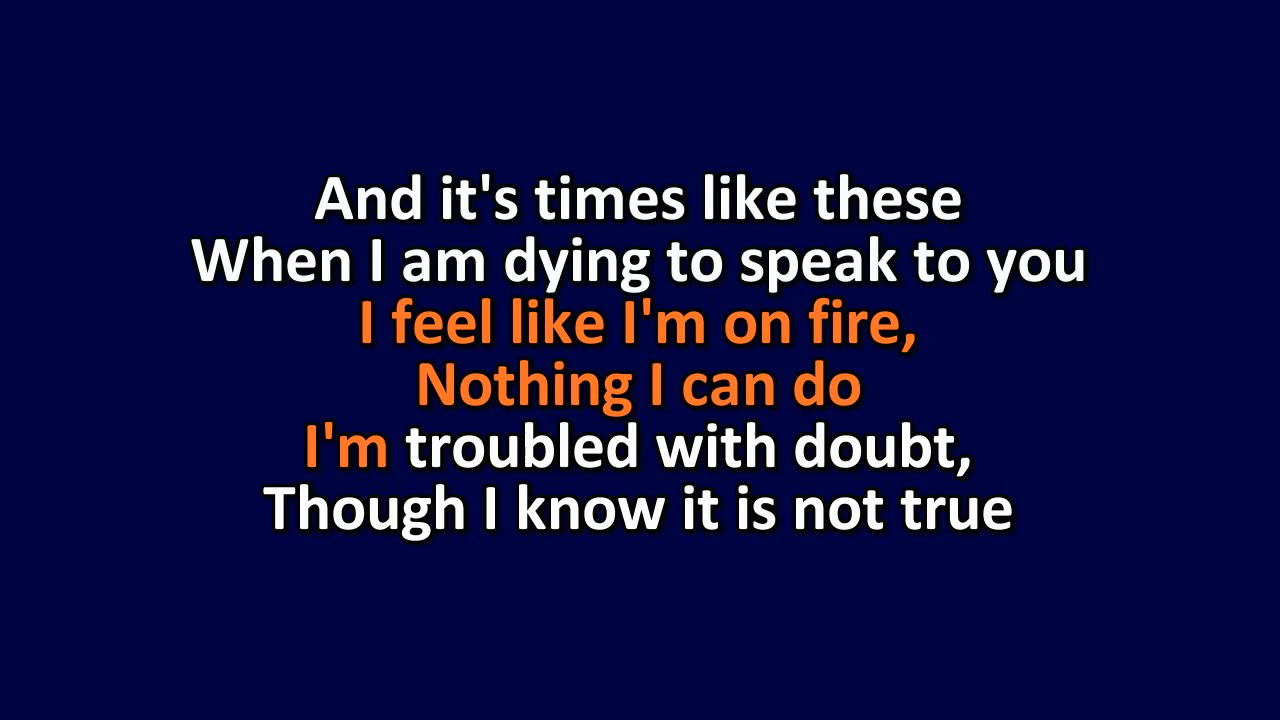 And it's times like these
When I am dying to speak to you
I feel like I'm on fire,
Nothing I can do
I'm troubled with doubt,
Though I know it is not true